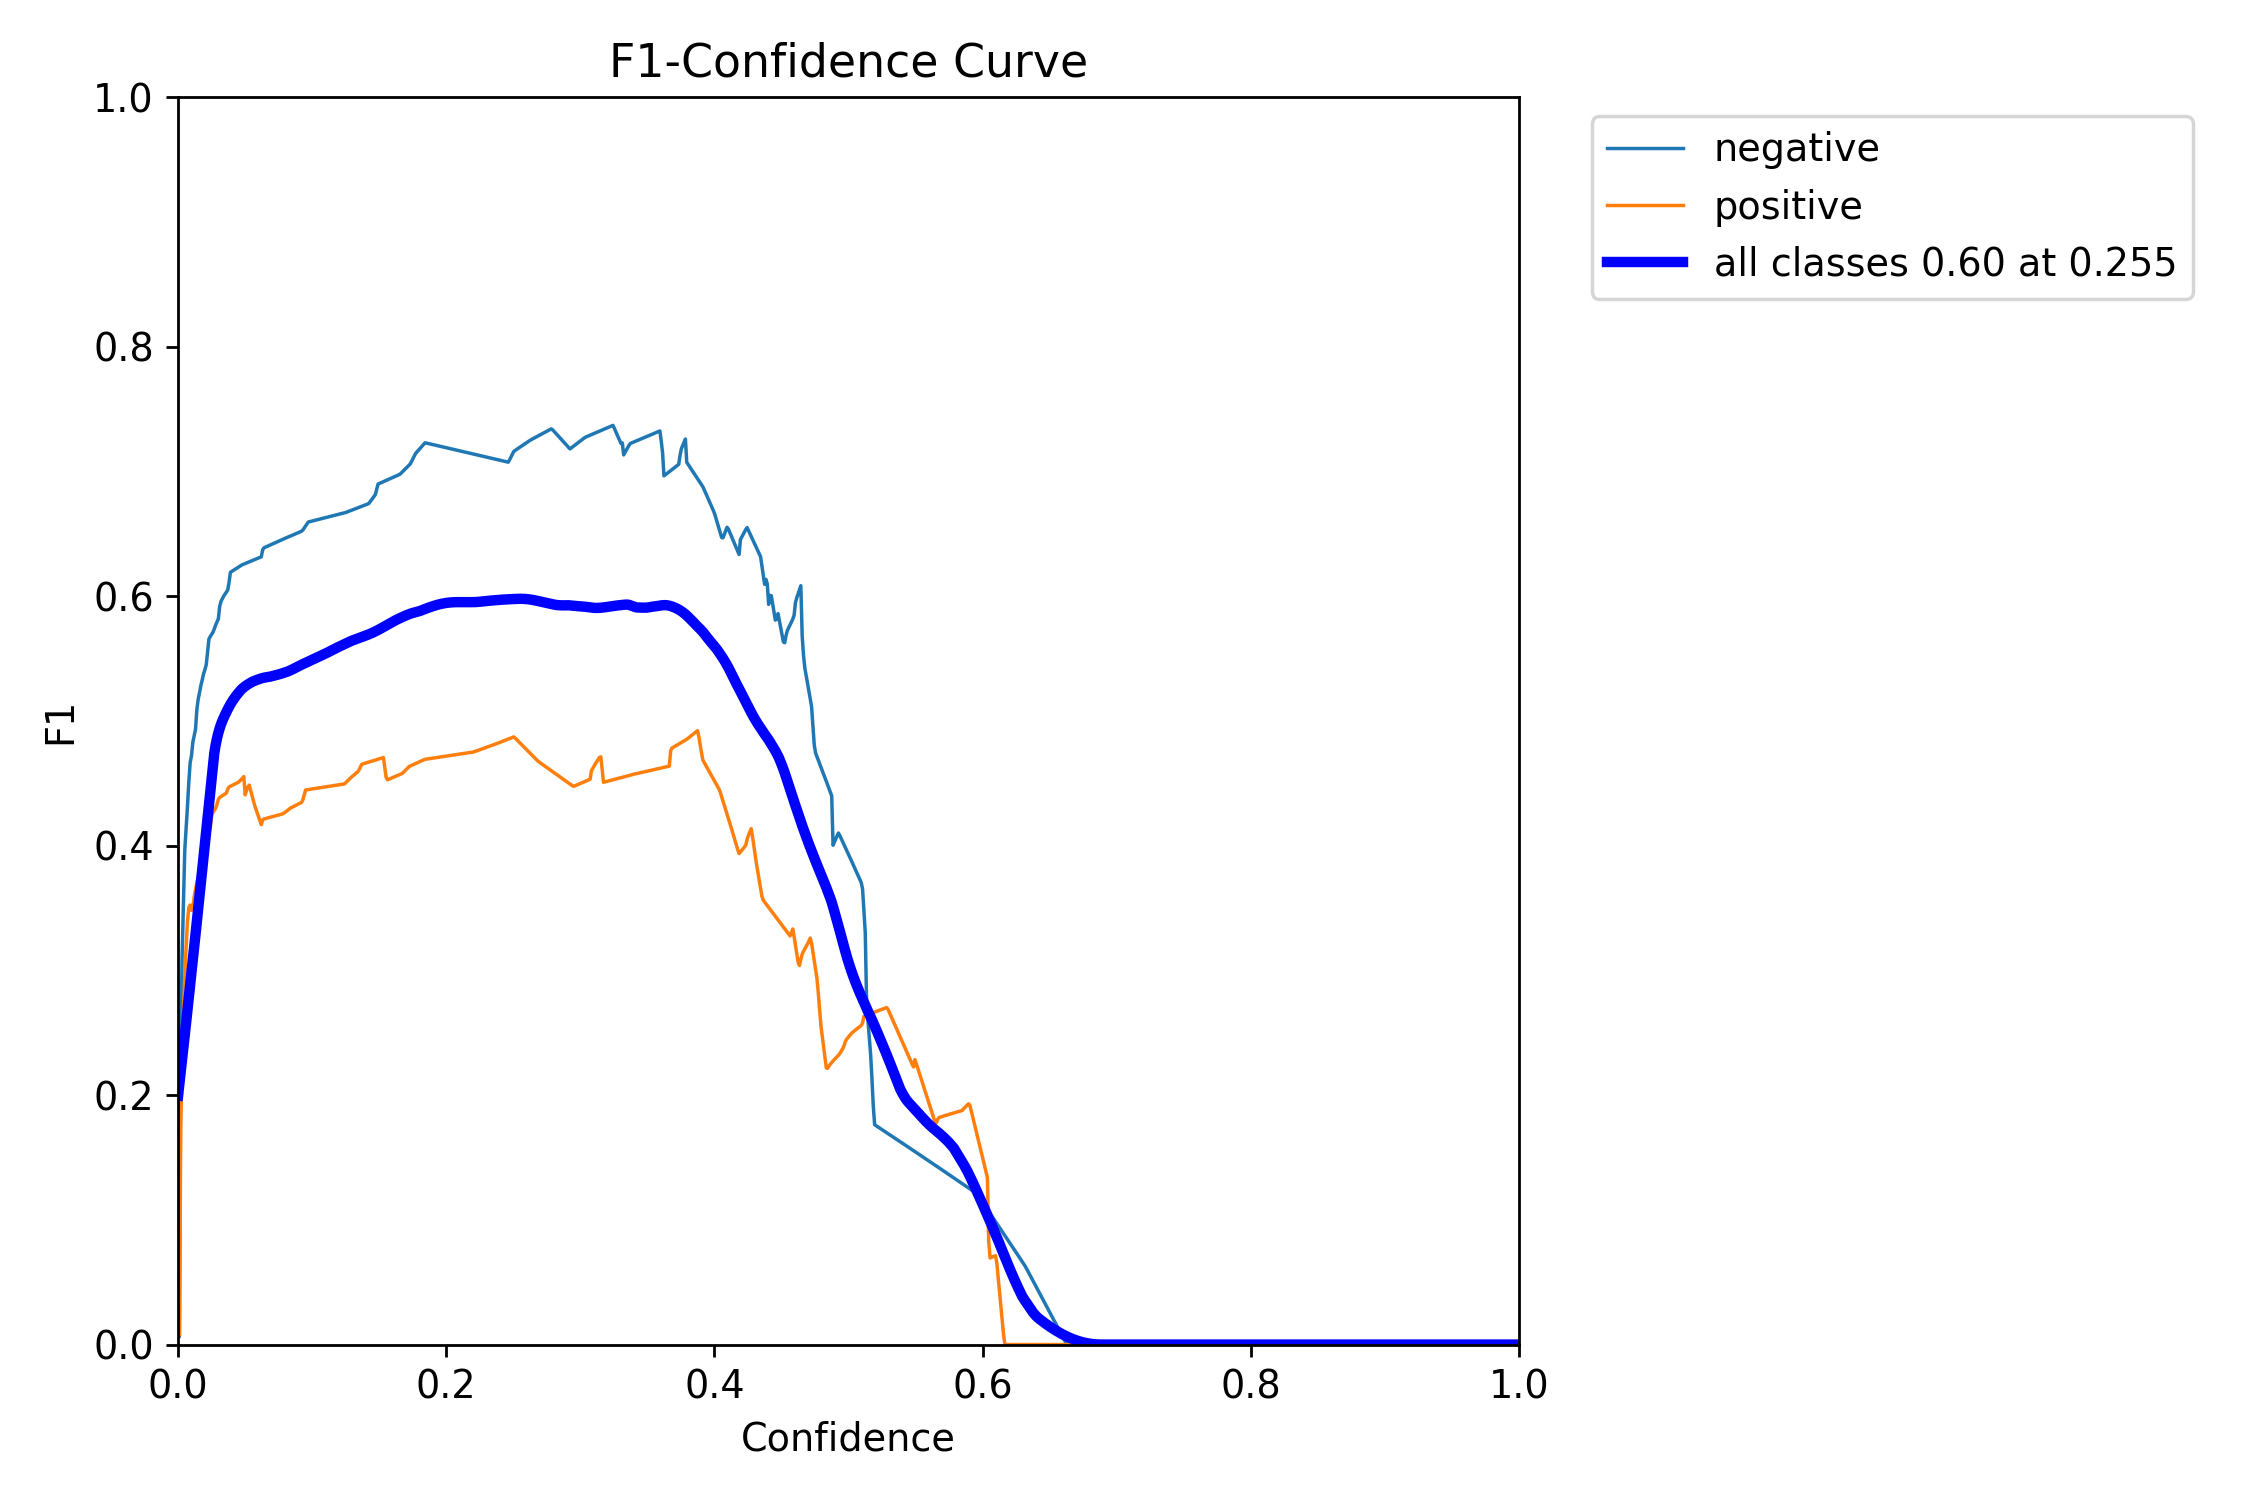 F1-Confidence Curve
1.0
0.8
0.6
0.4
0.2
0.0
F1
0.0 0.2 0.4 0.6 0.8 1.0
Confidence
negative
positive
all classes 0.60 at 0.255